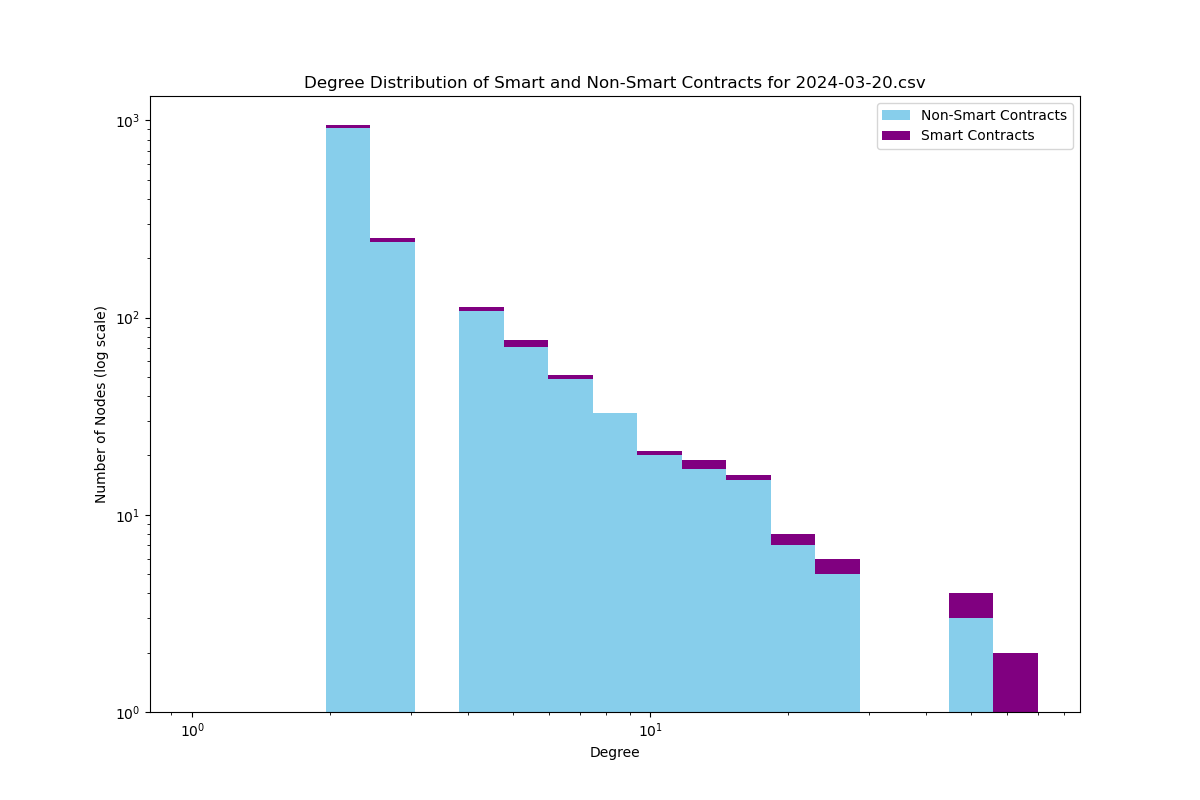 Degree Distribution of Smart and Non-Smart Contracts for 2024-03-20.csv
Non-Smart Contracts
Smart Contracts
Number of Nodes (log scale)
10³
10²
10¹
10⁰
10⁰ 10¹
Degree